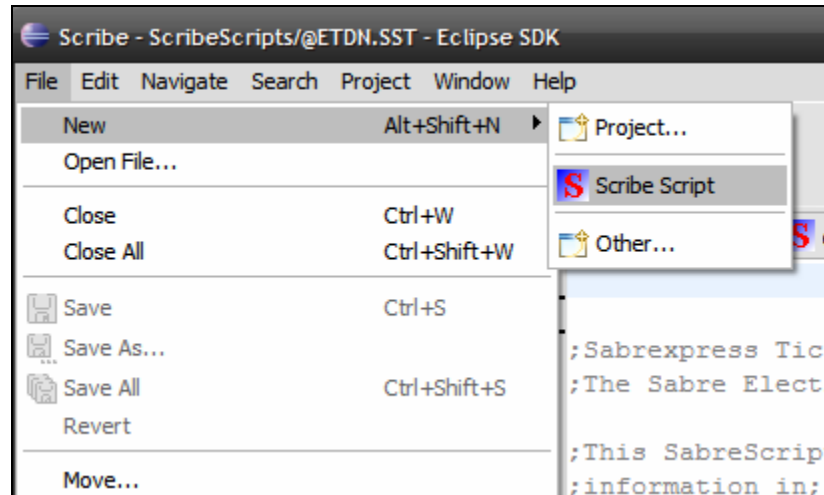 Scribe - ScribeScripts/@ETDN.SST - Eclipse SDK
File Edit Navigate Search Project Window Help
New Alt+Shift+N
Project...
Open File...
S Scribe Script
Close Ctrl+W
Close All Ctrl+Shift+W
Other...
S
Save Ctrl+S
Save As...
;Sabrexpress Tic
Save All Ctrl+Shift+S
;The Sabre Elect
Revert
;This SabreScrip
Move...
;information in;